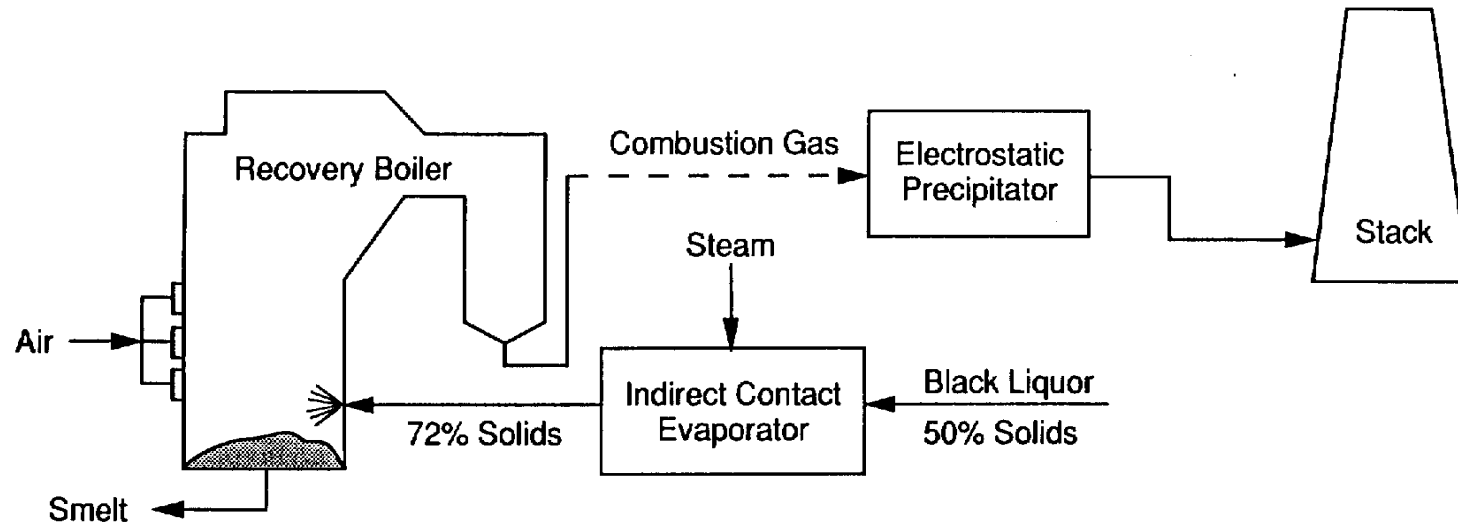 Recovery Boiler
Combustion Gas
Electrostatic
Precipitator
Stack
Steam
Air
Indirect Contact
Evaporator
Black Liquor
50% Solids
72% Solids
Smelt